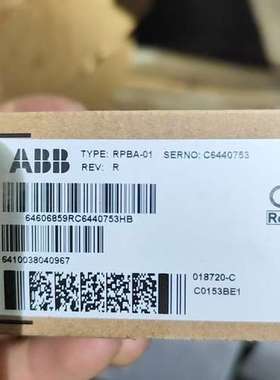 ABB TYPE: RPBA-01 SERNO: C6440753
REV: R
64606859RC6440753HB
6410038040967
018720-C
C0153BE1